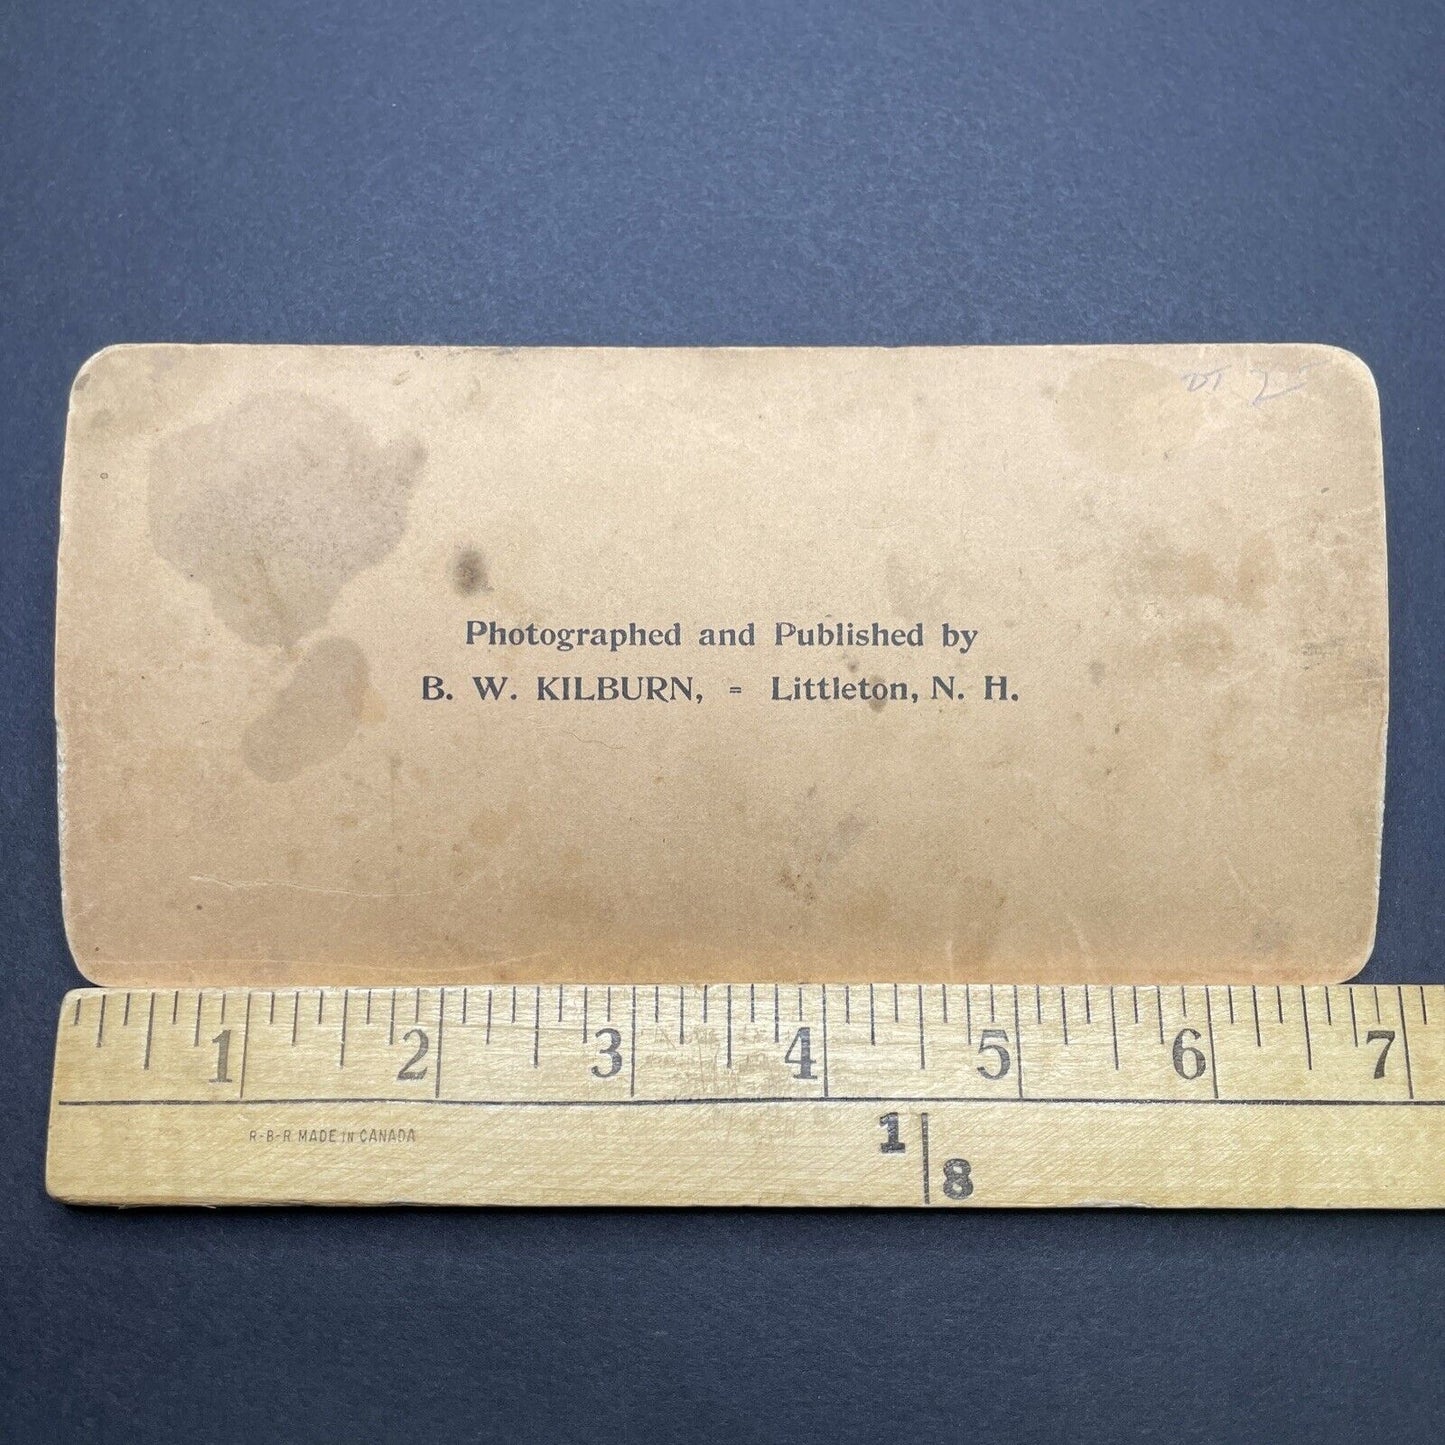 Photographed and Published by
B. W. KILBURN, = Littleton, N. H.
1 2 3 4 5 6 7
R-B-R MADE IN CANADA
1
8